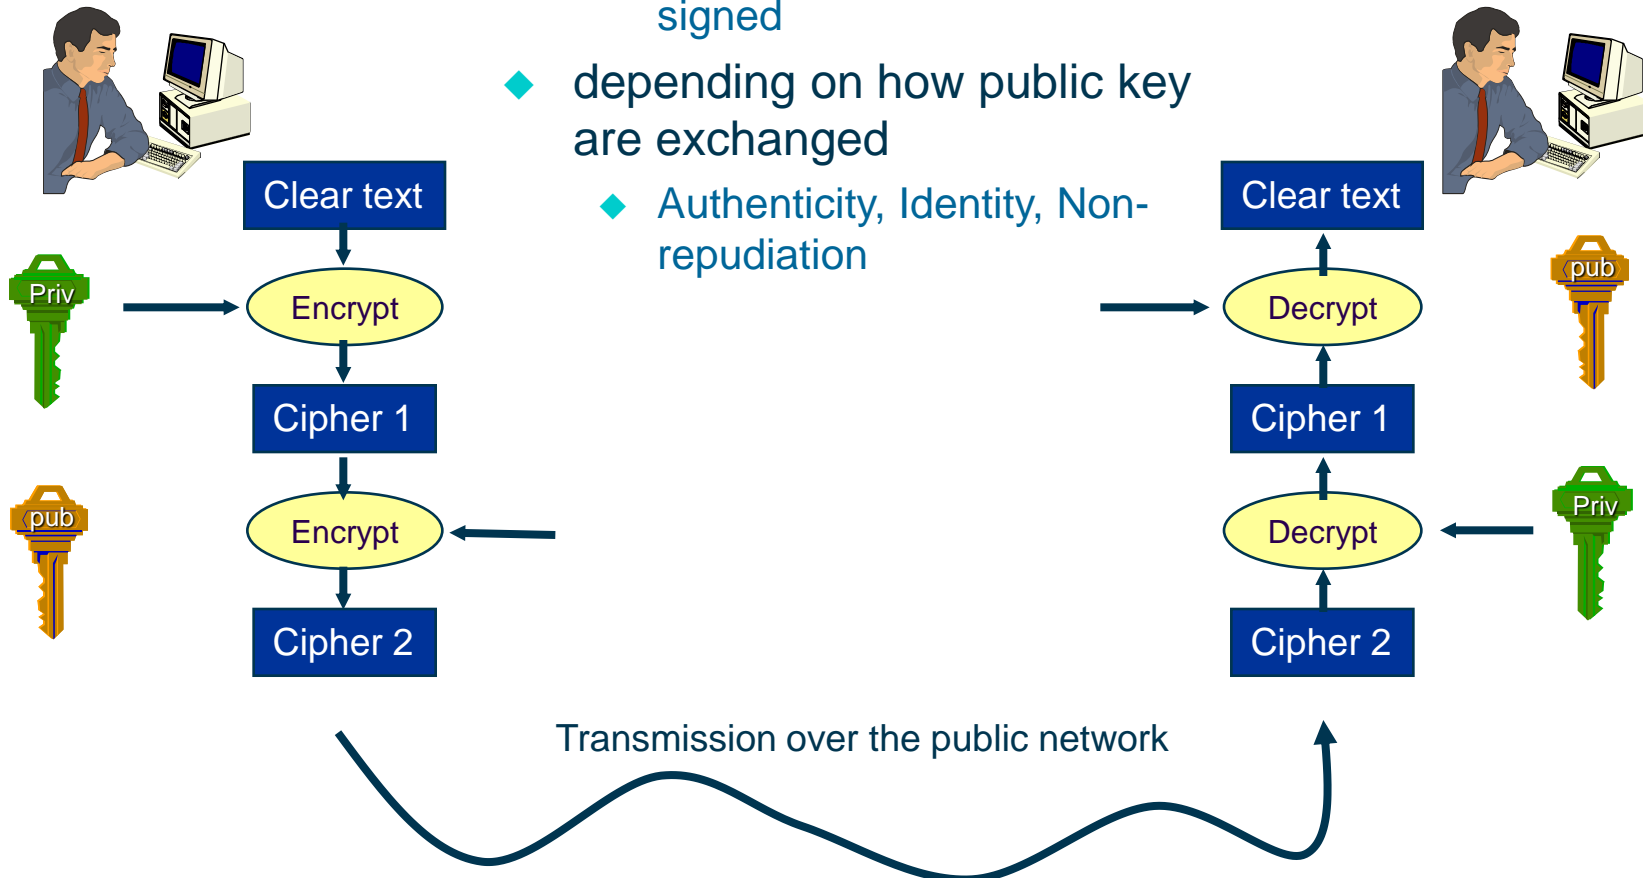 signed
depending on how public key
are exchanged
Authenticity, Identity, Non-
repudiation
Clear text
Priv
Encrypt
Cipher 1
pub
Encrypt
Cipher 2
Clear text
pub
Decrypt
Cipher 1
Priv
Decrypt
Cipher 2
Transmission over the public network